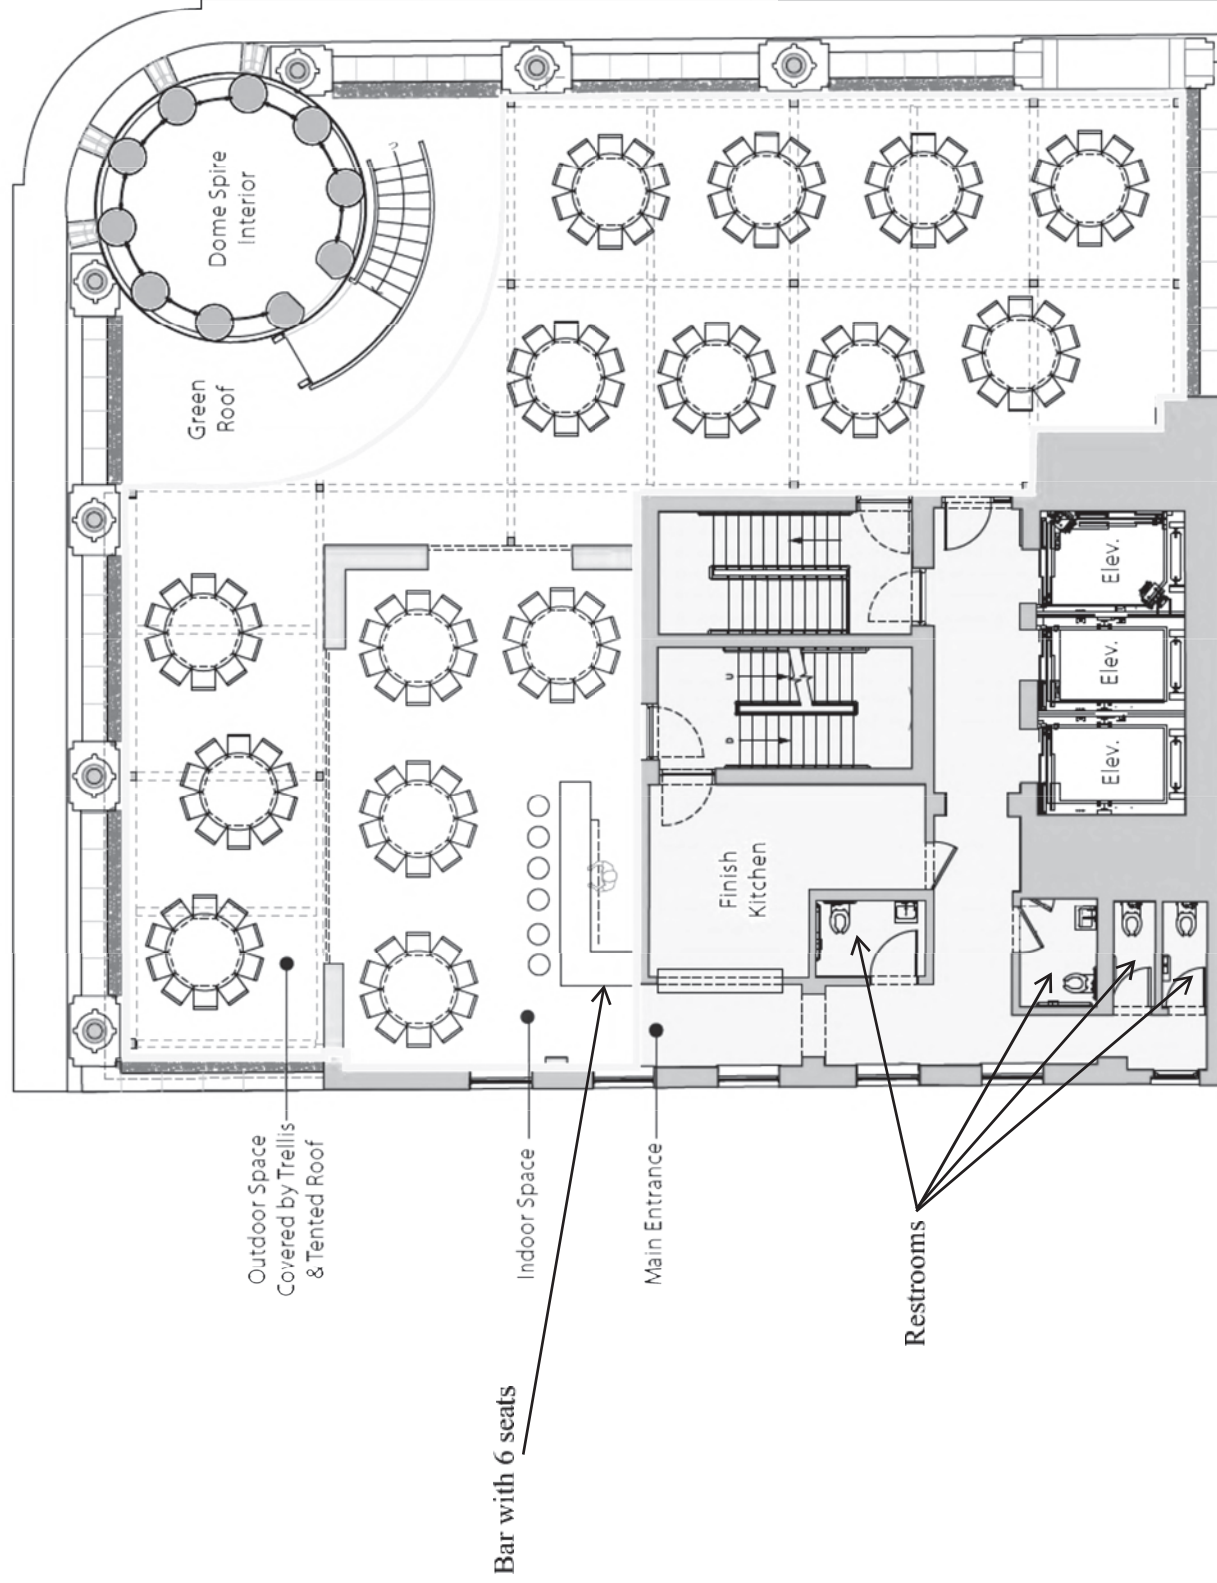 Dome Spire
Interior
Green
Roof
Outdoor Space
Covered by Trellis
& Tented Roof
Indoor Space
Main Entrance
Bar with 6 seats
Restrooms
Finish
Kitchen
U
D
Elev.
Elev.
Elev.